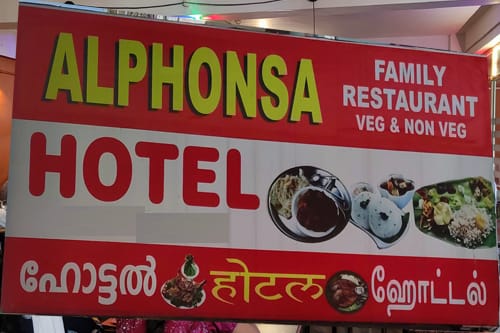 ALPHONSA
FAMILY
RESTAURANT
VEG & NON VEG
HOTEL
ഹോട്ടൽ होटल ஹோட்டல்